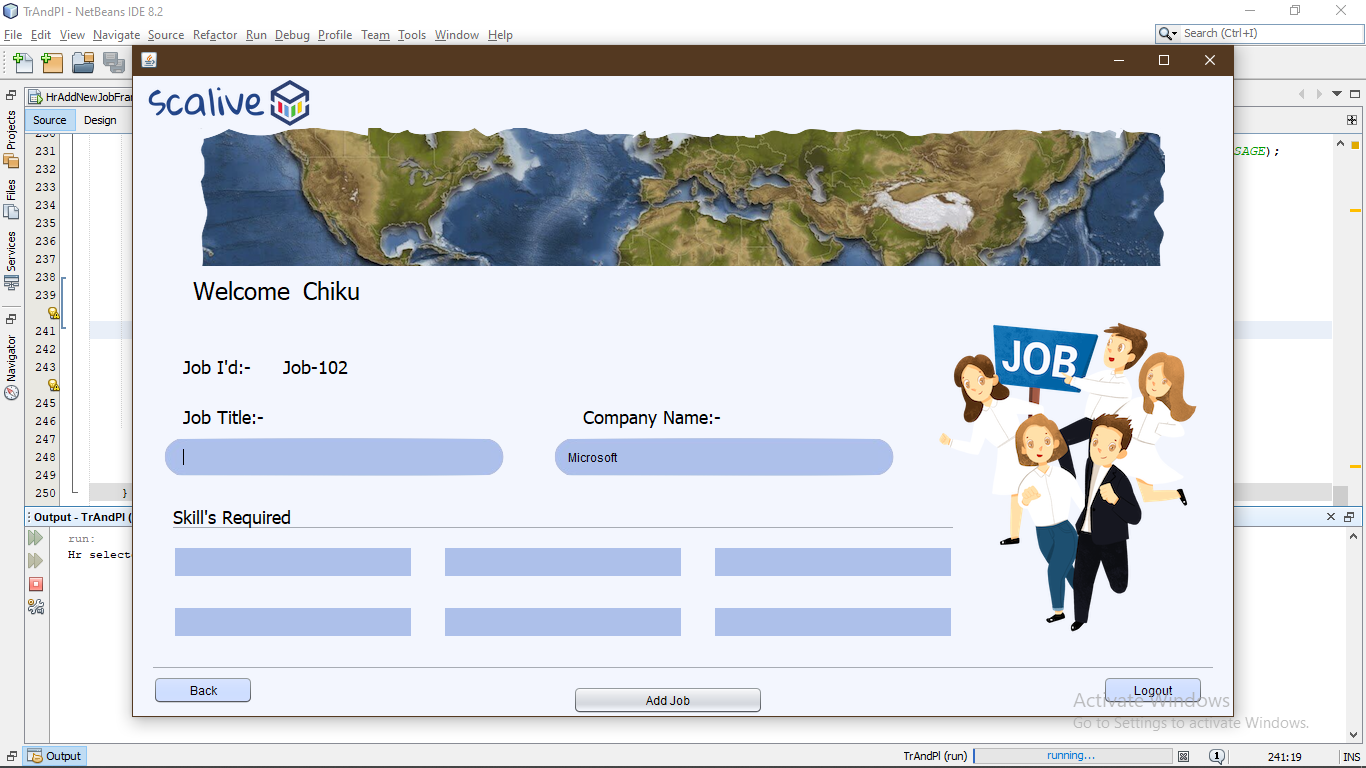 TrAndPl - NetBeans IDE 8.2
File Edit View Navigate Source Refactor Run Debug Profile Team Tools Window Help
Search (Ctrl+I)
HrAddNewJobFra
Source Design
Projects
Files
Services
Navigator
231
232
233
234
235
236
237
238
239
241
242
243
245
246
247
248
249
250 }
SAGE);
scalive
Welcome Chiku
Job I'd:- Job-102
JOB
Job Title:- Company Name:-
Microsoft
Skill's Required
Back Add Job Logout
Output - TrAndPl (
run:
Hr select
Activate Windows
Go to Settings to activate Windows.
Output TrAndPl (run) running... 1 241:19 INS